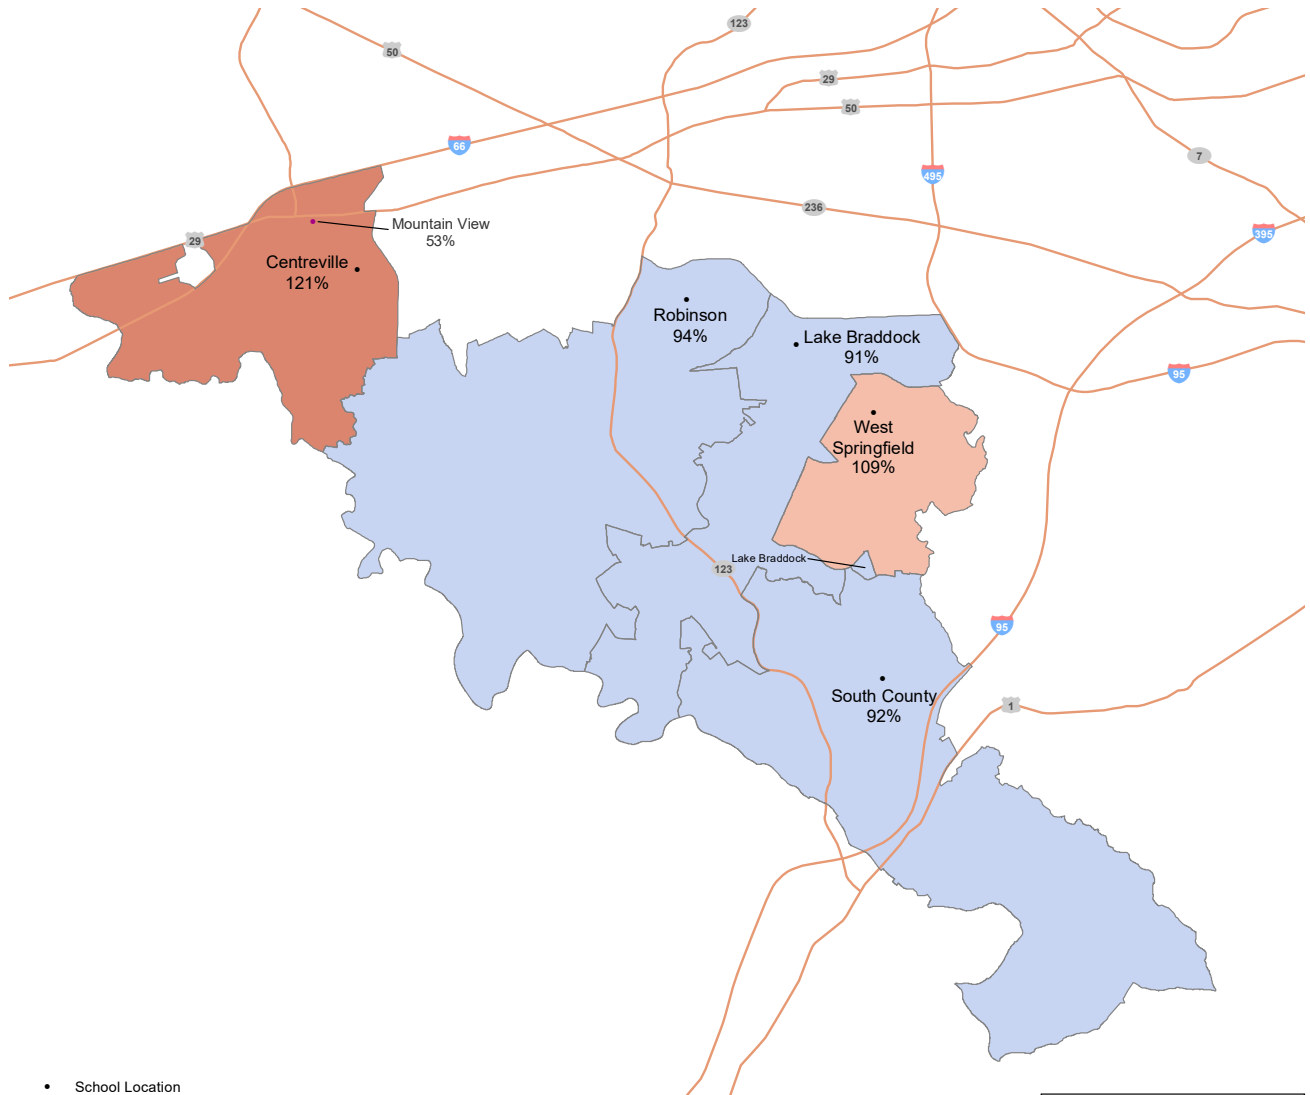 123
50
29
50
66
7
495
236
395
29
Mountain View
53%
Centreville
121%
Robinson
94%
Lake Braddock
91%
95
West
Springfield
109%
Lake Braddock
123
95
South County
92%
1
School Location